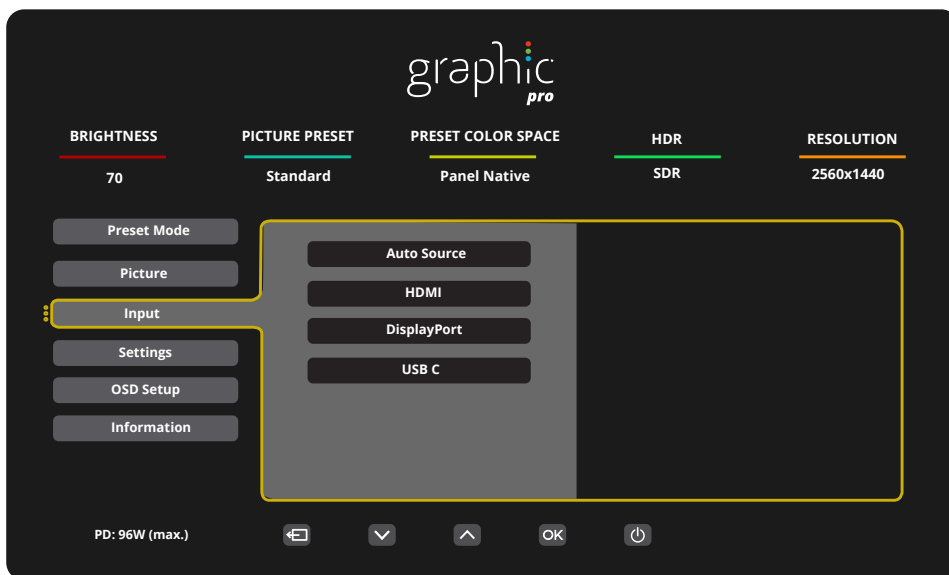 graphic
pro
BRIGHTNESS PICTURE PRESET PRESET COLOR SPACE HDR RESOLUTION
70 Standard Panel Native SDR 2560x1440
Preset Mode
Picture
Input
Settings
OSD Setup
Information
Auto Source
HDMI
DisplayPort
USB C
PD: 96W (max.) OK